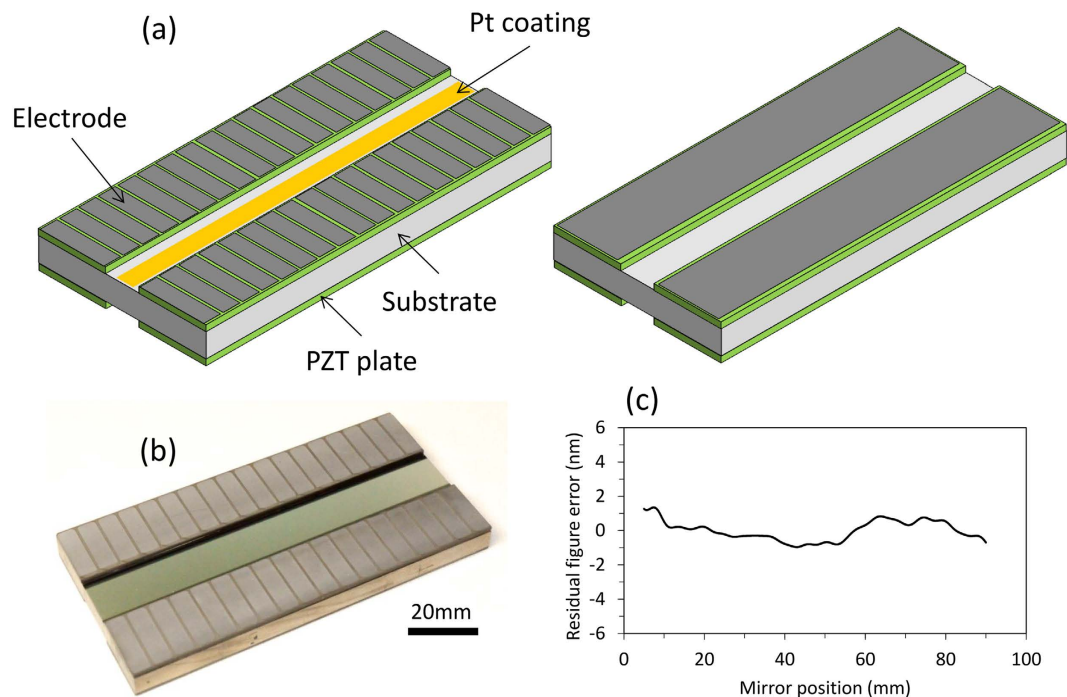 (a)
Pt coating
Electrode
Substrate
PZT plate
(b)
20mm
(c)
Residual figure error (nm)
6
4
2
0
-2
-4
-6
0 20 40 60 80 100
Mirror position (mm)